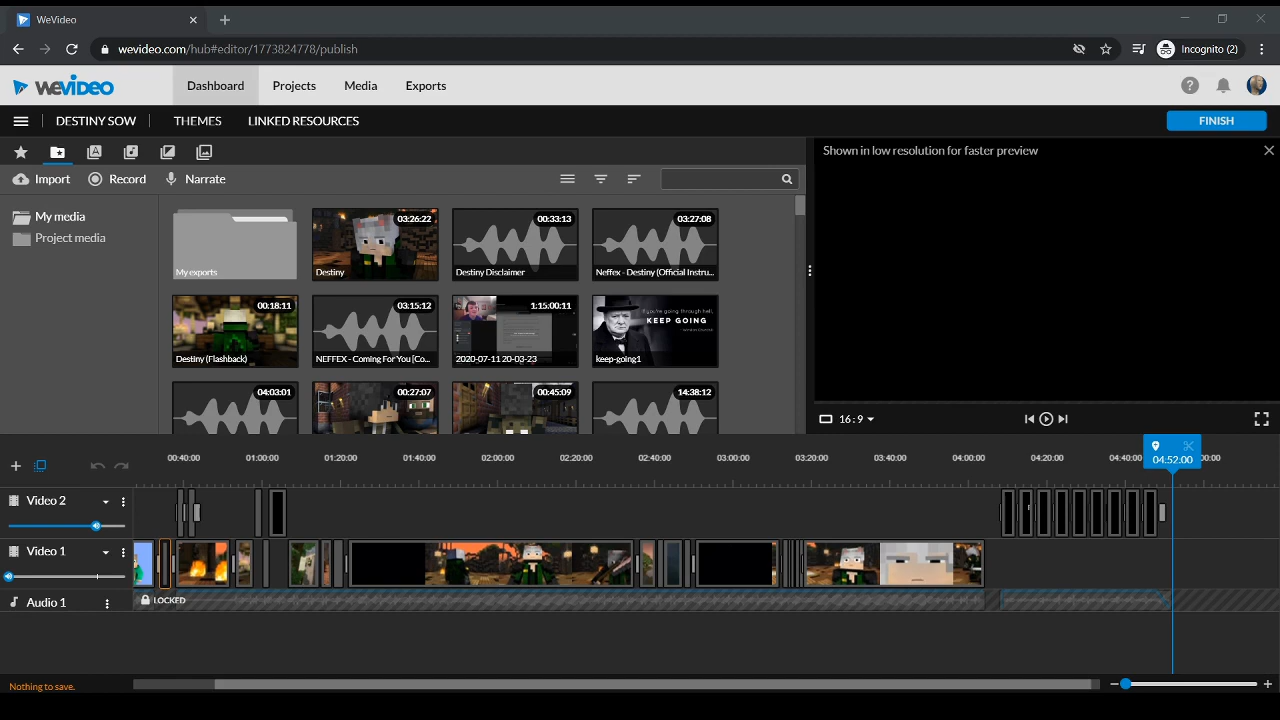 WeVideo
wevideo.com/hub#editor/1773824778/publish
Incognito (2)
WEVIDEO
Dashboard
Projects
Media
Exports
DESTINY SOW
THEMES
LINKED RESOURCES
FINISH
Shown in low resolution for faster preview
Import
Record
Narrate
My media
Project media
My exports
03:26:22
Destiny
00:33:13
Destiny Disclaimer
03:27:08
Neffex - Destiny (Official Instru...
00:18:11
Destiny (Flashback)
03:15:12
NEFFEX - Coming For You [Co...
1:15:00:11
2020-07-11 20-03-23
If you're going through hell,
KEEP GOING
keep-going1
04:03:01
00:27:07
00:45:09
14:38:12
16:9
00:40:00
01:00:00
01:20:00
01:40:00
02:00:00
02:20:00
02:40:00
03:00:00
03:20:00
03:40:00
04:00:00
04:20:00
04:40:00
04:52:00
Video 2
Video 1
Audio 1
LOCKED
Nothing to save.